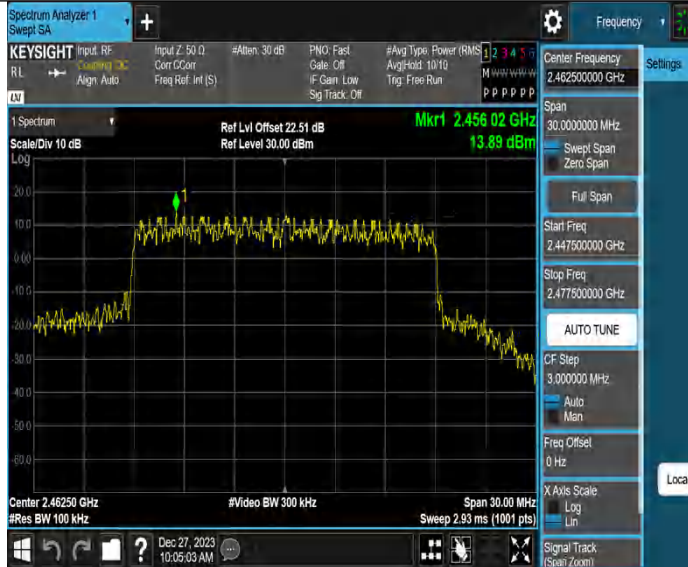 Spectrum Analyzer 1
Swept SA
+
Frequency
KEYSIGHT
RL
Input: RF
Coupling: DC
Align: Auto
Input Z: 50 Ω
Corr CCorr
Freq Ref: Int (S)
#Atten: 30 dB
PNO: Fast
Gate: Off
IF Gain: Low
Sig Track: Off
#Avg Type: Power (RMS
Avg|Hold: 10/10
Trig: Free Run
1 2 3 4 5 6
M W W W W W
P P P P P P
LXI
1 Spectrum
Scale/Div 10 dB
Log
Ref Lvl Offset 22.51 dB
Ref Level 30.00 dBm
Mkr1 2.456 02 GHz
13.89 dBm
1
20.0
10.0
0.00
-10.0
-20.0
-30.0
-40.0
-50.0
-60.0
Center 2.46250 GHz
#Res BW 100 kHz
#Video BW 300 kHz
Span 30.00 MHz
Sweep 2.93 ms (1001 pts)
?
Dec 27, 2023
10:05:03 AM
Center Frequency
2.462500000 GHz
Settings
Span
30.0000000 MHz
Swept Span
Zero Span
Full Span
Start Freq
2.447500000 GHz
Stop Freq
2.477500000 GHz
AUTO TUNE
CF Step
3.000000 MHz
Auto
Man
Freq Offset
0 Hz
X Axis Scale
Log
Lin
Loca
Signal Track
(Span Zoom)